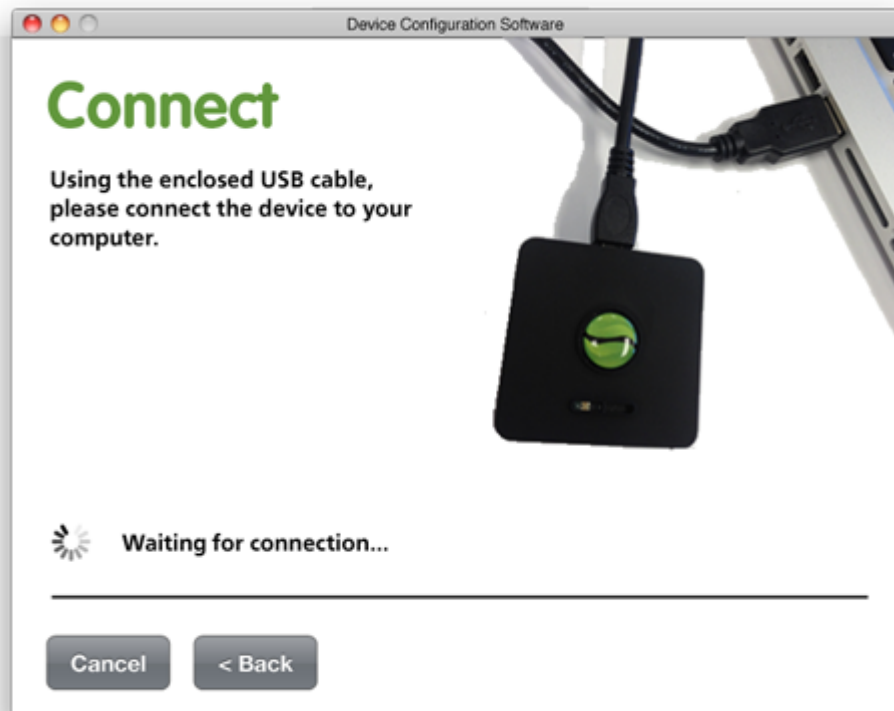 Device Configuration Software
Connect
Using the enclosed USB cable,
please connect the device to your
computer.
Waiting for connection...
Cancel
< Back